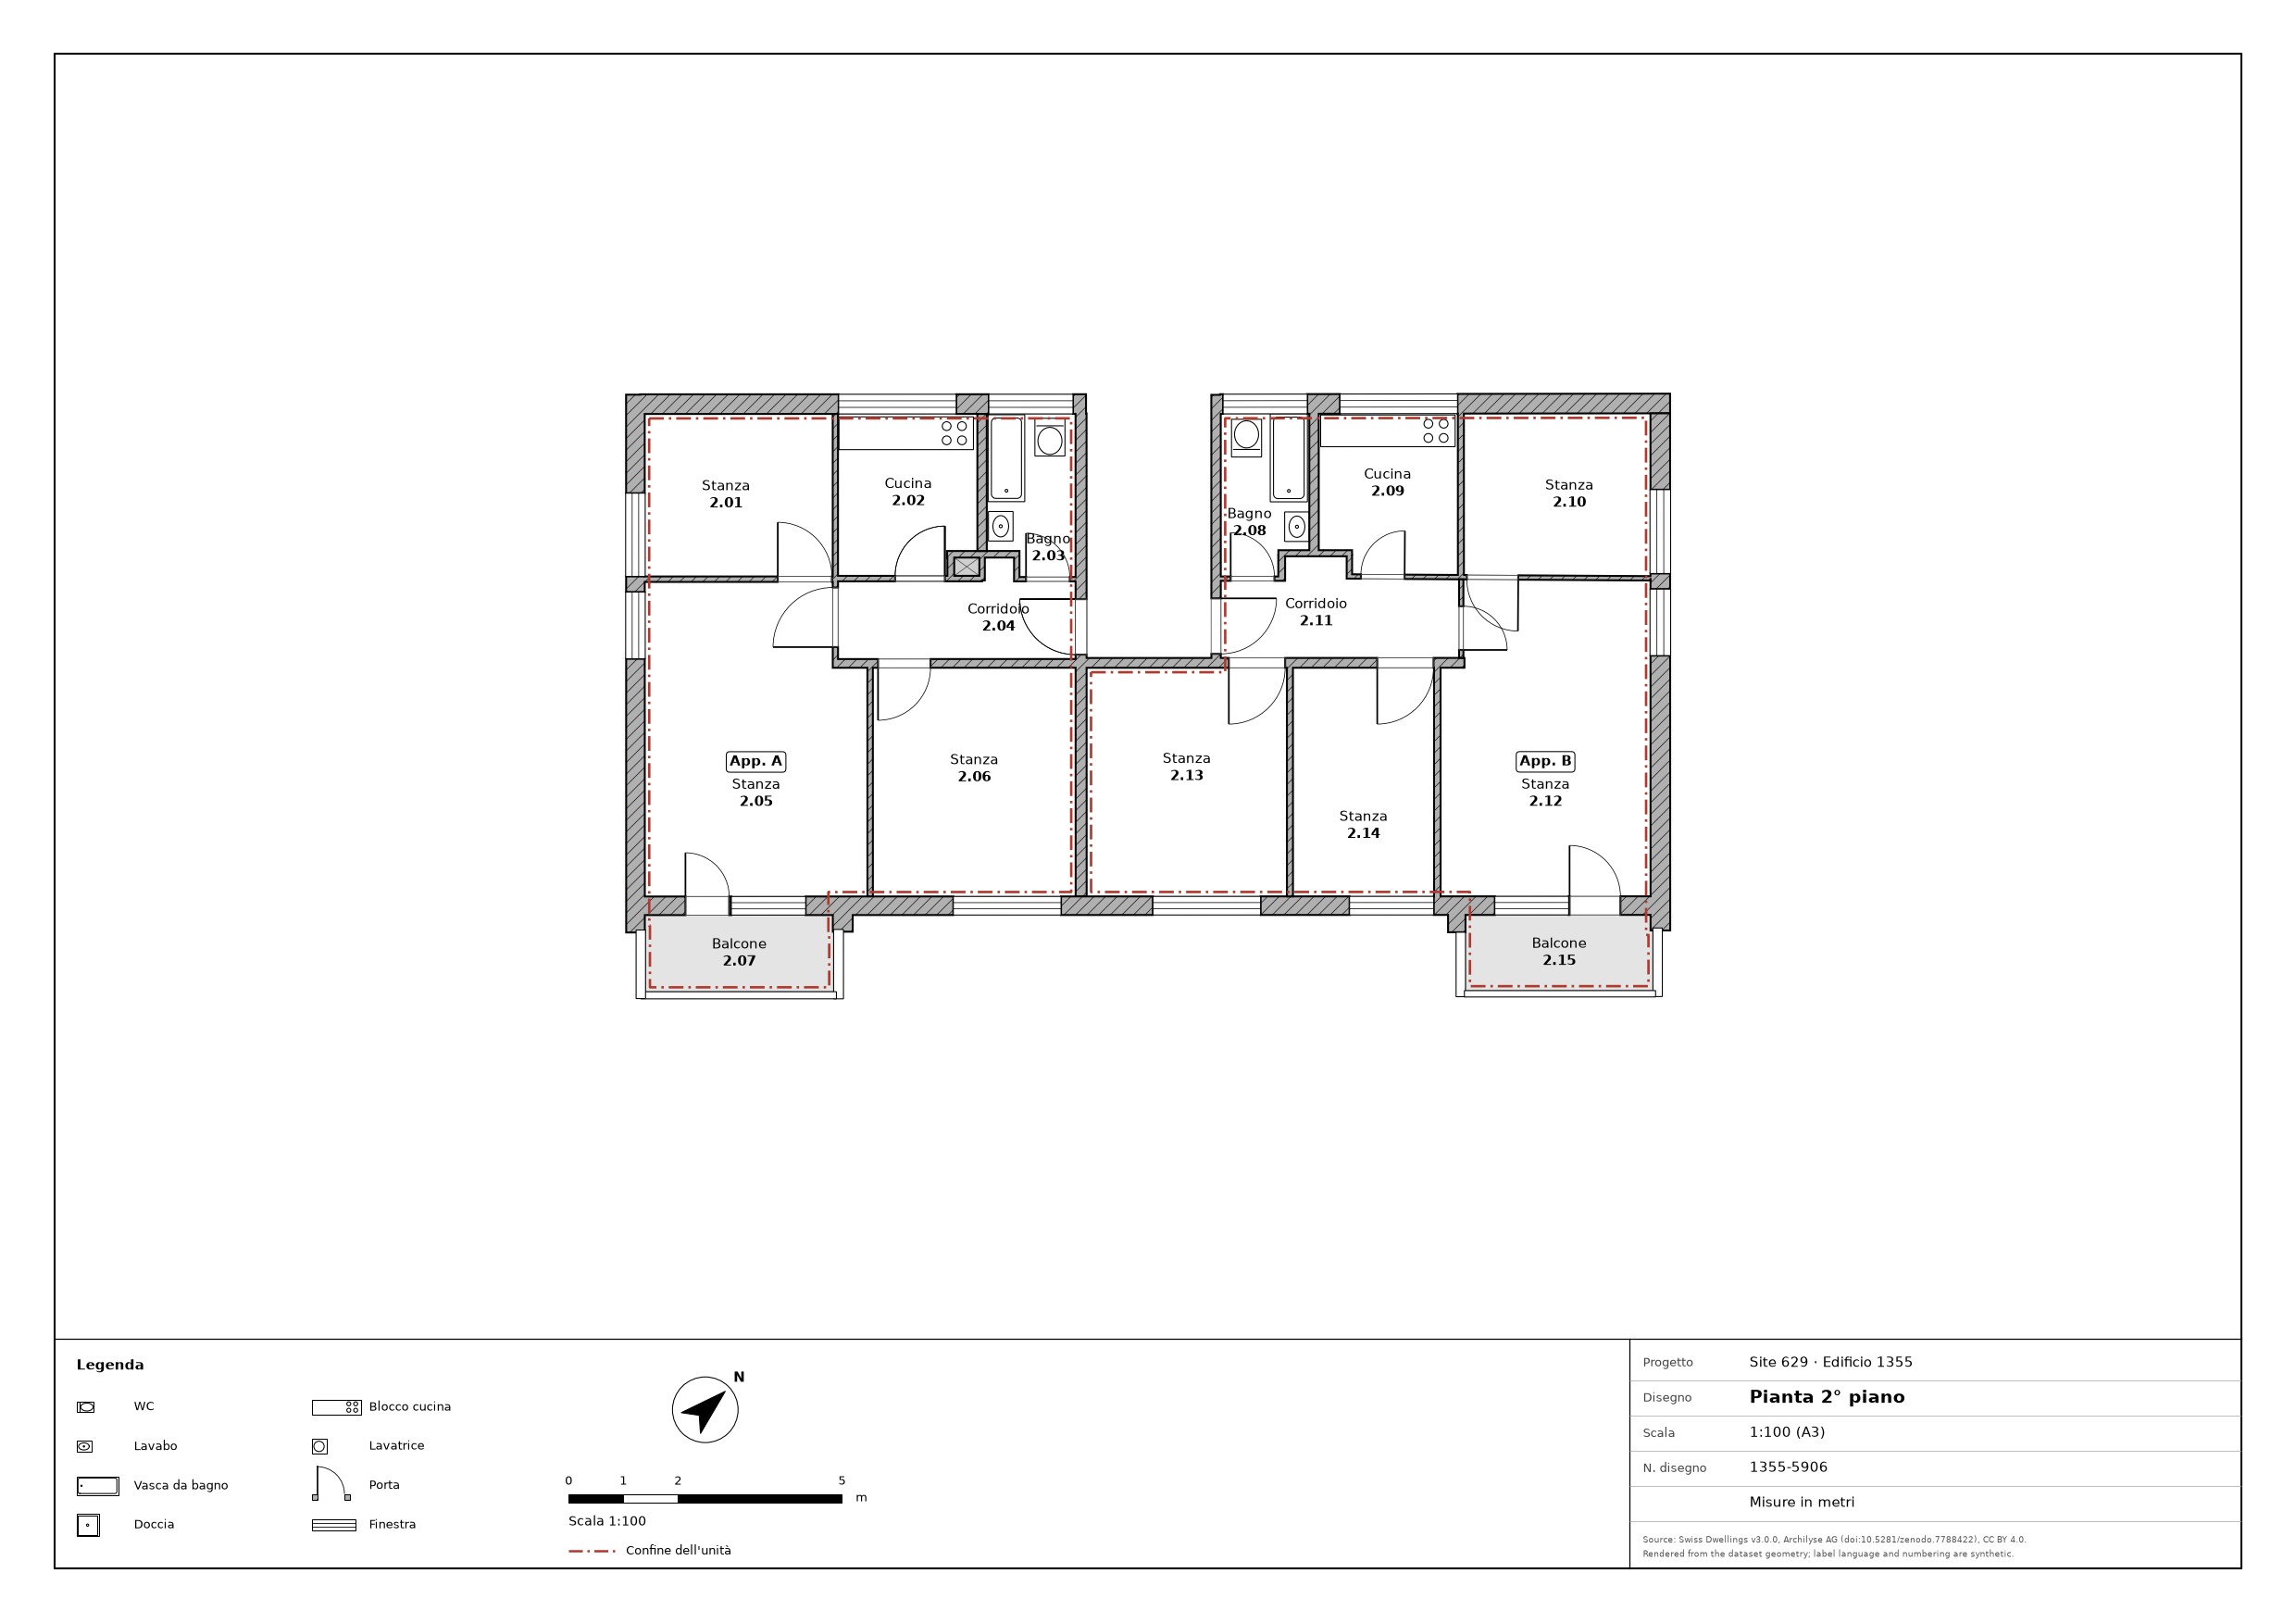 Stanza
2.01
Cucina
2.02
Bagno
2.03
Corridoio
2.04
App. A
Stanza
2.05
Stanza
2.06
Balcone
2.07
Bagno
2.08
Cucina
2.09
Stanza
2.10
Corridoio
2.11
App. B
Stanza
2.12
Stanza
2.13
Stanza
2.14
Balcone
2.15
Legenda
WC
Lavabo
Vasca da bagno
Doccia
Blocco cucina
Lavatrice
Porta
Finestra
N
0 1 2 5
m
Scala 1:100
Confine dell'unità
Progetto Site 629 · Edificio 1355
Disegno Pianta 2° piano
Scala 1:100 (A3)
N. disegno 1355-5906
Misure in metri
Source: Swiss Dwellings v3.0.0, Archilyse AG (doi:10.5281/zenodo.7788422), CC BY 4.0.
Rendered from the dataset geometry; label language and numbering are synthetic.